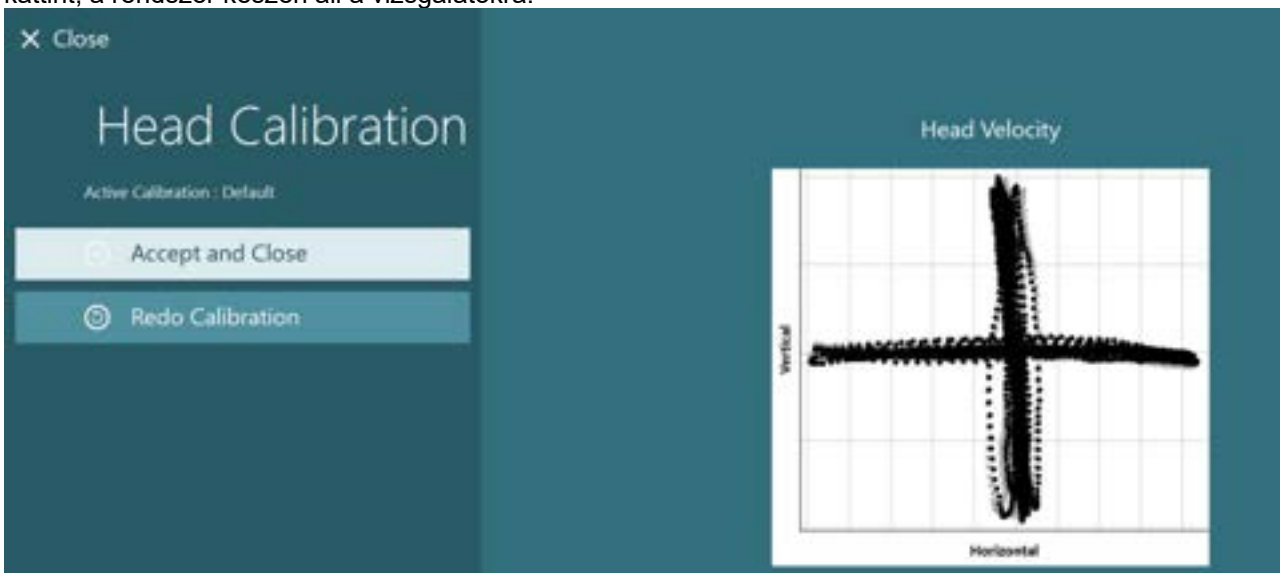 kattint, a rendszer készen áll a vizsgálatokra.
Close
Head Calibration
Active Calibration : Default
Accept and Close
Redo Calibration
Head Velocity
Vertical
Horizontal